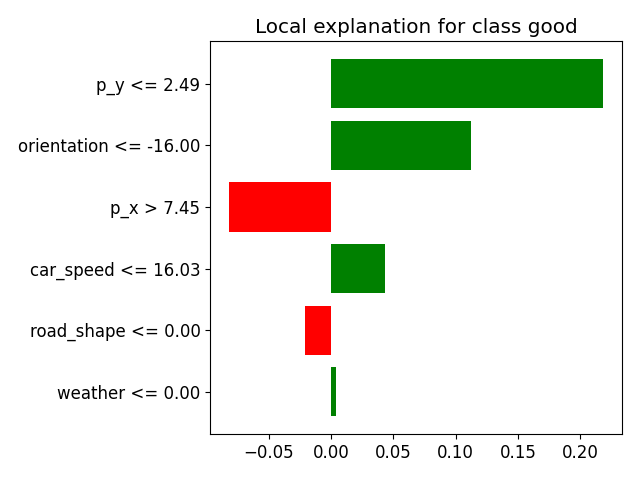 Local explanation for class good
p_y <= 2.49
orientation <= -16.00
p_x > 7.45
car_speed <= 16.03
road_shape <= 0.00
weather <= 0.00
−0.05 0.00 0.05 0.10 0.15 0.20